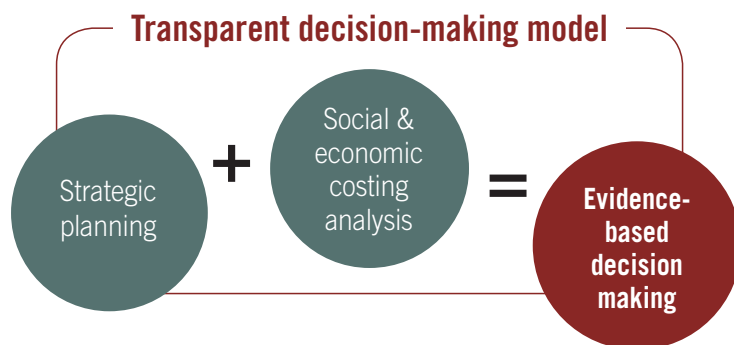 Transparent decision-making model
Strategic
planning
+
Social &
economic
costing
analysis
=
Evidence-
based
decision
making